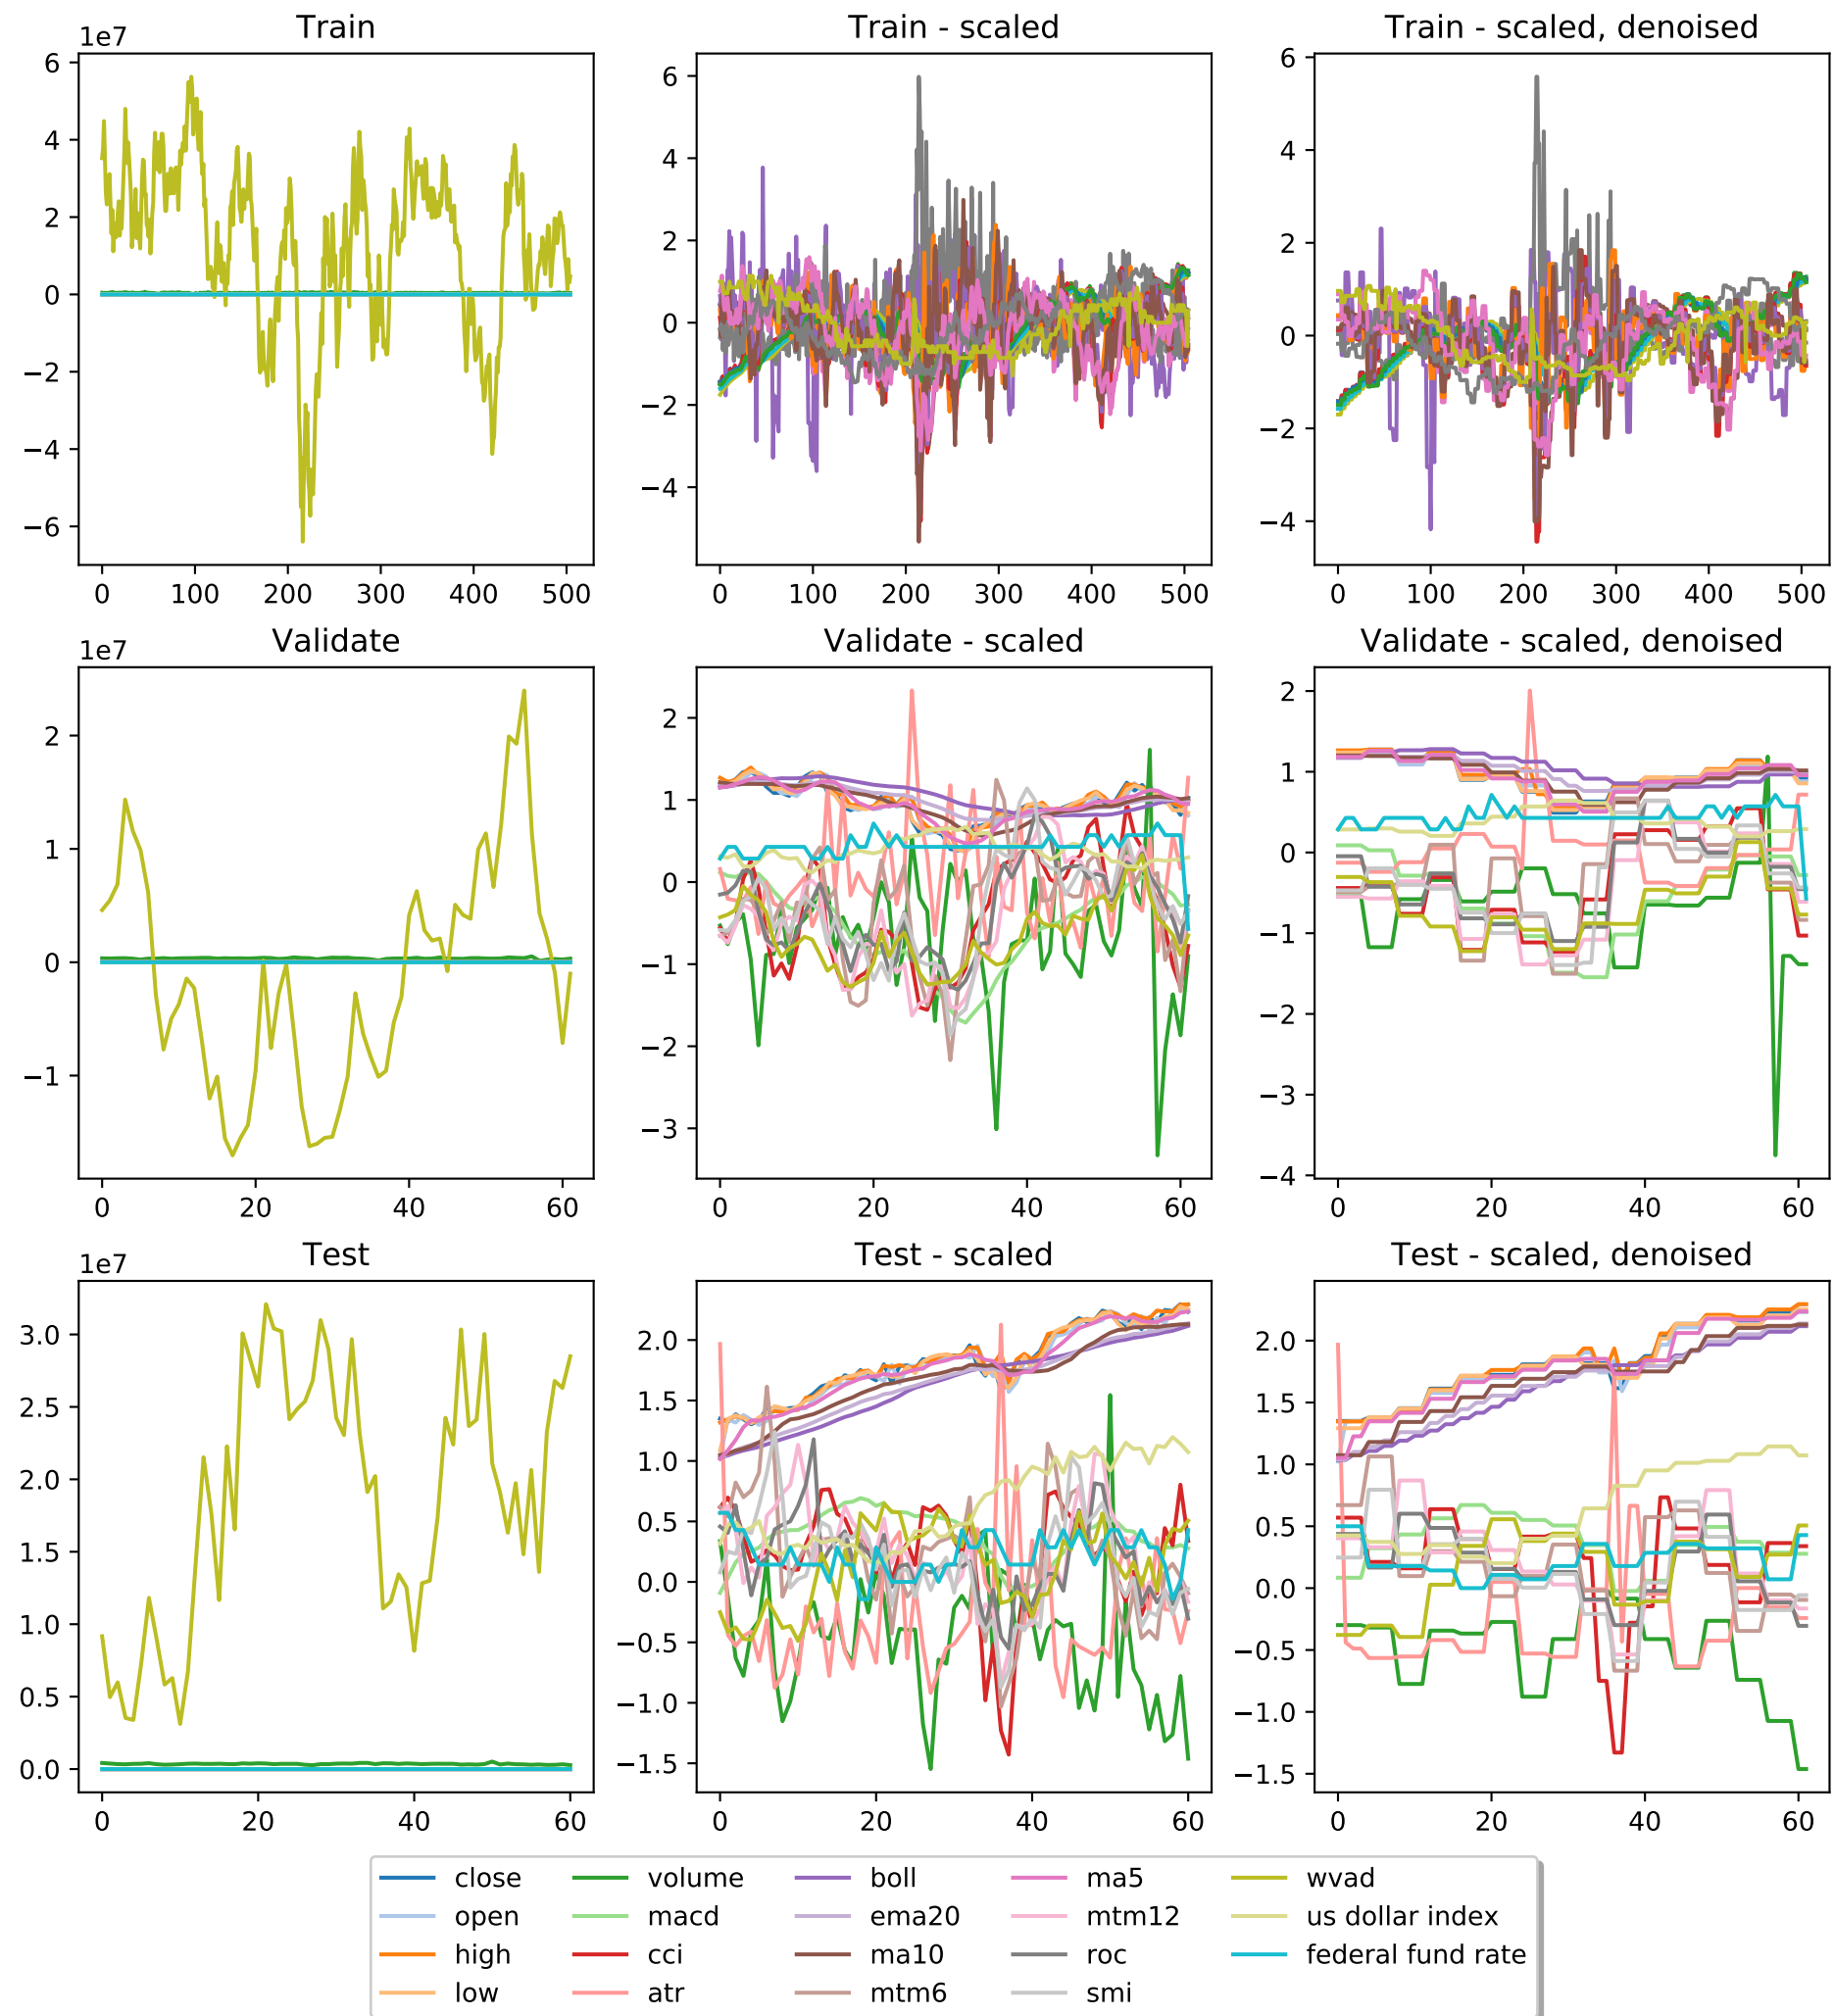 Train
Train - scaled
Train - scaled, denoised
1e7
6
4
2
0
−2
−4
−6
0 100 200 300 400 500
6
4
2
0
−2
−4
0 100 200 300 400 500
6
4
2
0
−2
−4
0 100 200 300 400 500
Validate
Validate - scaled
Validate - scaled, denoised
1e7
2
1
0
−1
0 20 40 60
2
1
0
−1
−2
−3
0 20 40 60
2
1
0
−1
−2
−3
−4
0 20 40 60
Test
Test - scaled
Test - scaled, denoised
1e7
3.0
2.5
2.0
1.5
1.0
0.5
0.0
0 20 40 60
2.0
1.5
1.0
0.5
0.0
−0.5
−1.0
−1.5
0 20 40 60
2.0
1.5
1.0
0.5
0.0
−0.5
−1.0
−1.5
0 20 40 60
close
open
high
low
volume
macd
cci
atr
boll
ema20
ma10
mtm6
ma5
mtm12
roc
smi
wvad
us dollar index
federal fund rate